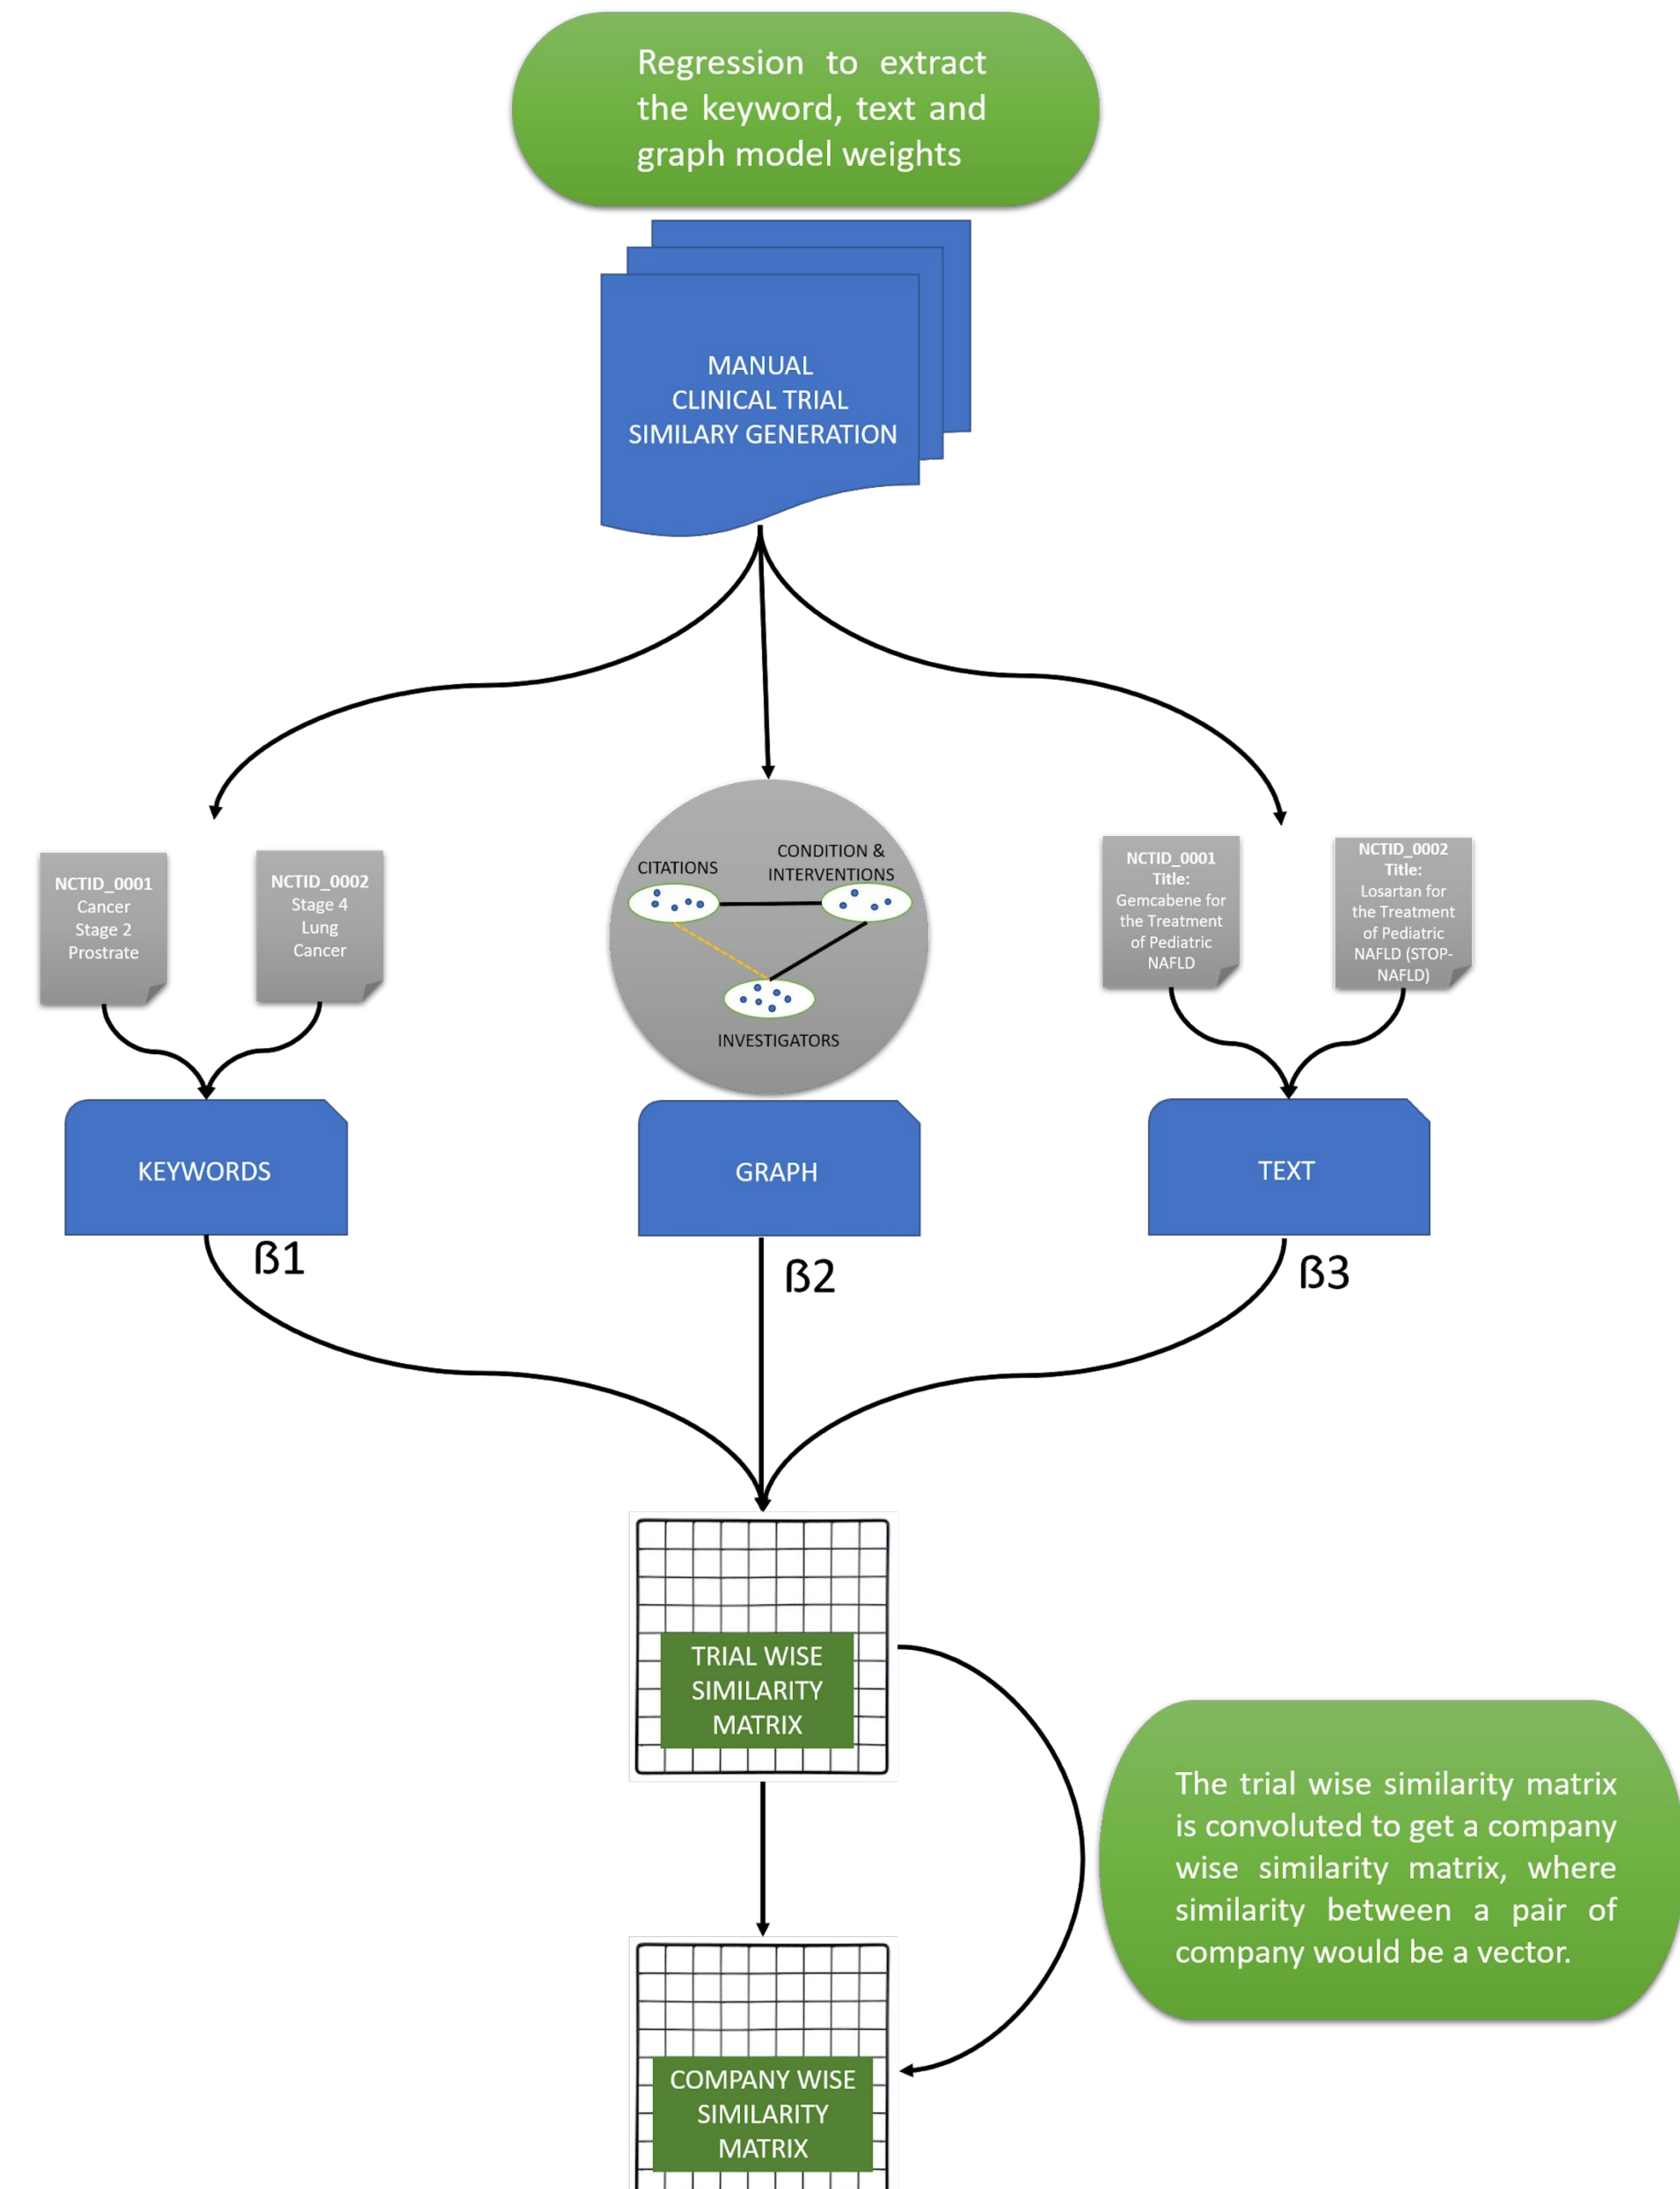 Regression to extract
the keyword, text and
graph model weights
MANUAL
CLINICAL TRIAL
SIMILARY GENERATION
NCTID_0001
Cancer
Stage 2
Prostrate
NCTID_0002
Stage 4
Lung
Cancer
CITATIONS
CONDITION &
INTERVENTIONS
INVESTIGATORS
NCTID_0001
Title:
Gemcabene for
the Treatment
of Pediatric
NAFLD
NCTID_0002
Title:
Losartan for
the Treatment
of Pediatric
NAFLD (STOP-
NAFLD)
KEYWORDS
GRAPH
TEXT
ß1
ß2
ß3
TRIAL WISE
SIMILARITY
MATRIX
The trial wise similarity matrix
is convoluted to get a company
wise similarity matrix, where
similarity between a pair of
company would be a vector.
COMPANY WISE
SIMILARITY
MATRIX